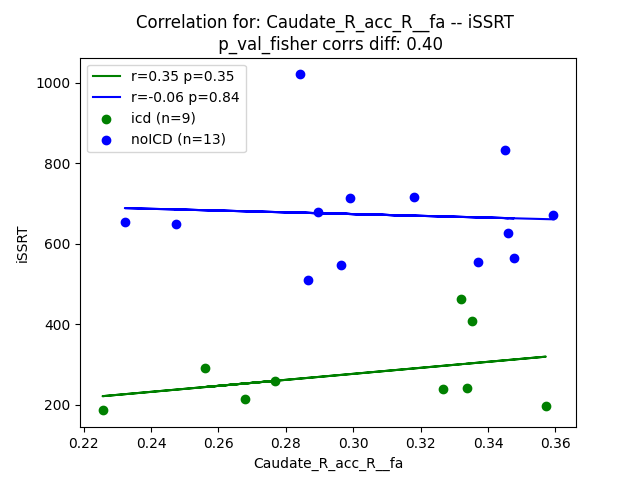 Correlation for: Caudate_R_acc_R__fa -- iSSRT
p_val_fisher corrs diff: 0.40
r=0.35 p=0.35
r=-0.06 p=0.84
icd (n=9)
noICD (n=13)
1000
800
600
400
200
iSSRT
0.22 0.24 0.26 0.28 0.30 0.32 0.34 0.36
Caudate_R_acc_R__fa